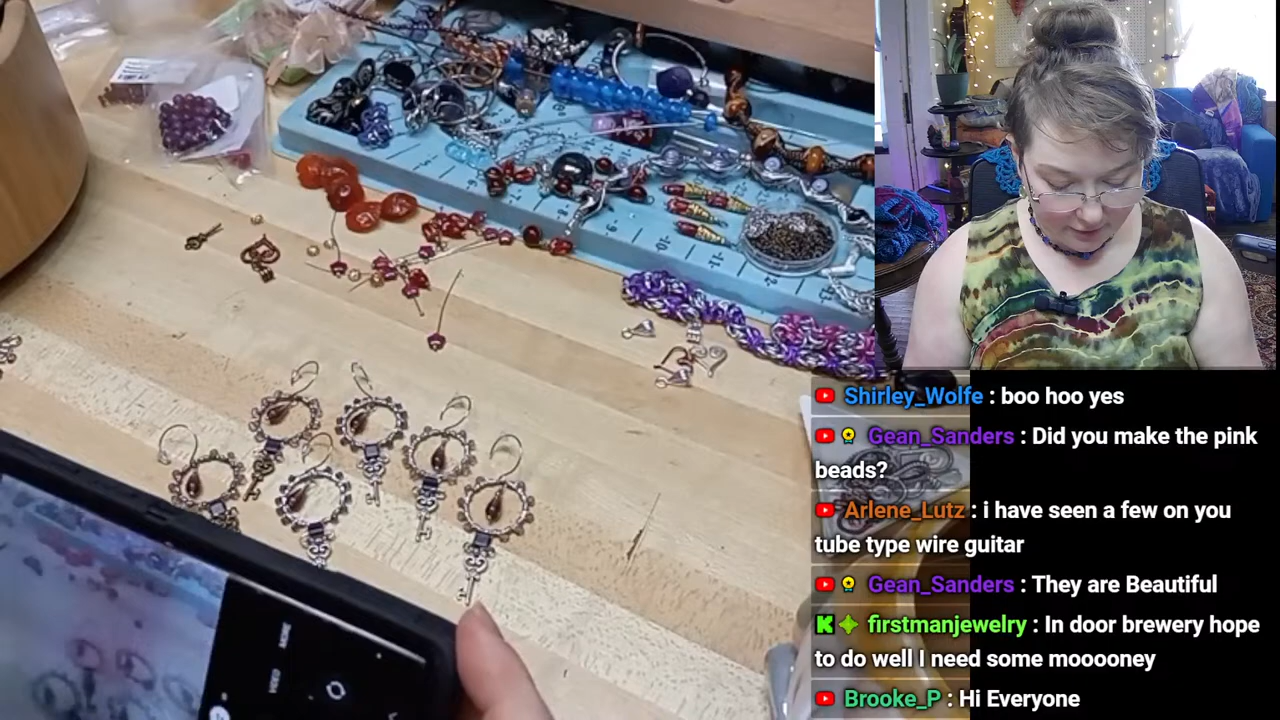 Shirley_Wolfe : boo hoo yes
Gean_Sanders : Did you make the pink
beads?
Arlene_Lutz : i have seen a few on you
tube type wire guitar
Gean_Sanders : They are Beautiful
firstmanjewelry : In door brewery hope
to do well I need some mooooney
Brooke_P : Hi Everyone
VIDEO
MORE